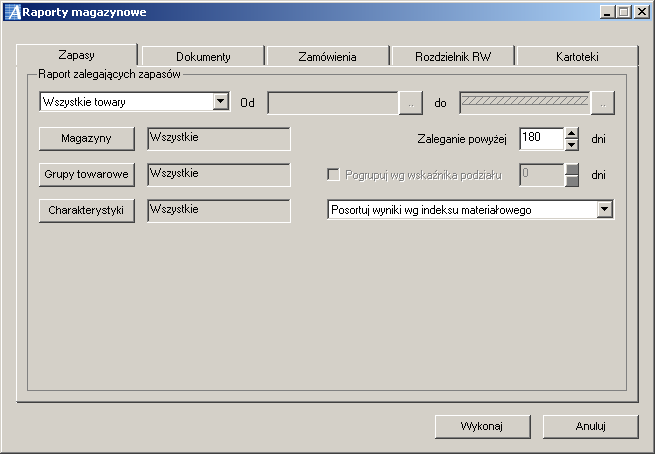 Raporty magazynowe
Zapasy Dokumenty Zamówienia Rozdzielnik RW Kartoteki
Raport zalegających zapasów
Wszystkie towary Od .. do ..
Magazyny Wszystkie Zaleganie powyżej 180 dni
Grupy towarowe Wszystkie Pogrupuj wg wskaźnika podziału 0 dni
Charakterystyki Wszystkie Posortuj wyniki wg indeksu materiałowego
Wykonaj Anuluj